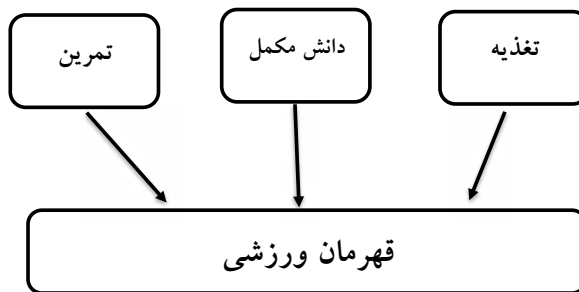 تغذیه
دانش مکمل
تمرین
قهرمان ورزشی